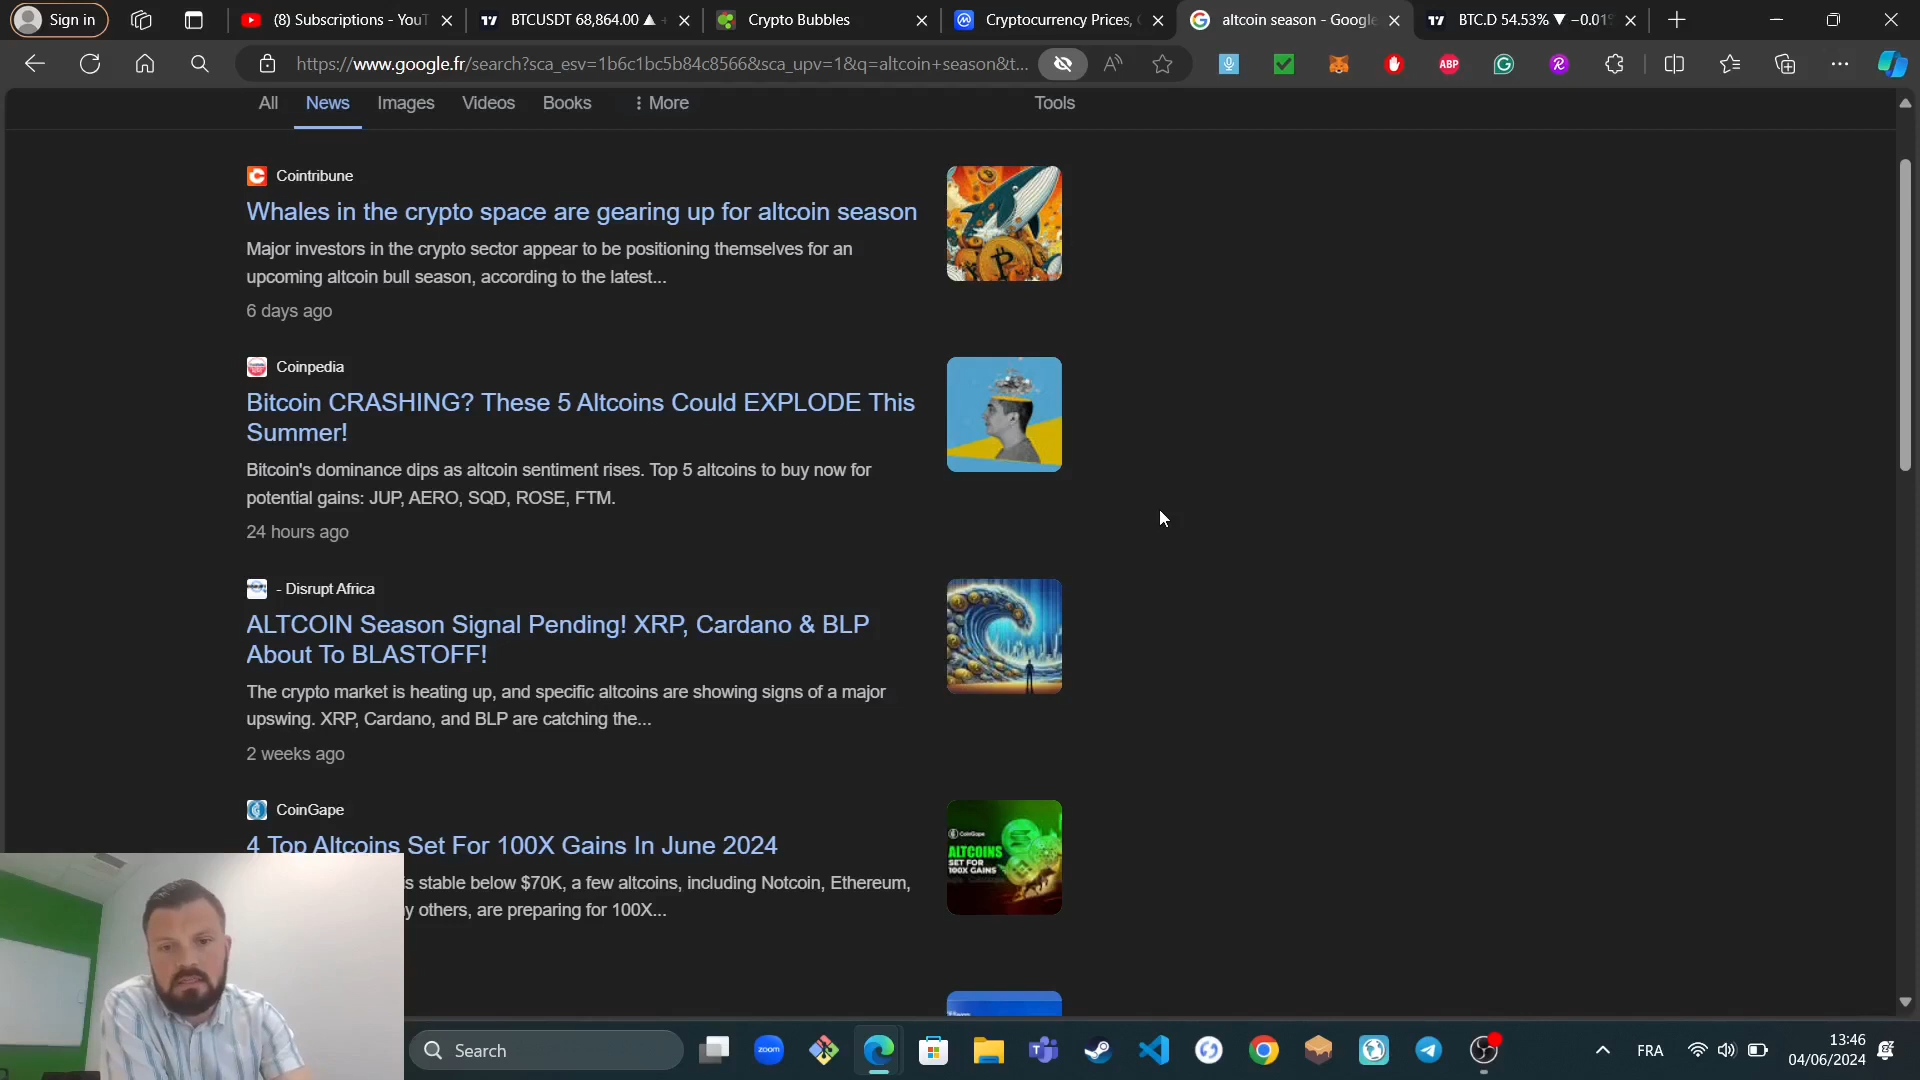 Sign in
(8) Subscriptions - YouT
BTCUSDT 68,864.00 ▲
Crypto Bubbles
Cryptocurrency Prices,
altcoin season - Google
BTC.D 54.53% ▼ −0.01%
https://www.google.fr/search?sca_esv=1b6c1bc5b84c8566&sca_upv=1&q=altcoin+season&t...
ABP
All
News
Images
Videos
Books
More
Tools
Cointribune
Whales in the crypto space are gearing up for altcoin season
Major investors in the crypto sector appear to be positioning themselves for an
upcoming altcoin bull season, according to the latest...
6 days ago
Coinpedia
Bitcoin CRASHING? These 5 Altcoins Could EXPLODE This
Summer!
Bitcoin's dominance dips as altcoin sentiment rises. Top 5 altcoins to buy now for
potential gains: JUP, AERO, SQD, ROSE, FTM.
24 hours ago
- Disrupt Africa
ALTCOIN Season Signal Pending! XRP, Cardano & BLP
About To BLASTOFF!
The crypto market is heating up, and specific altcoins are showing signs of a major
upswing. XRP, Cardano, and BLP are catching the...
2 weeks ago
CoinGape
4 Top Altcoins Set For 100X Gains In June 2024
is stable below $70K, a few altcoins, including Notcoin, Ethereum,
y others, are preparing for 100X...
CoinGape
ALTCOINS
SET FOR
100X GAINS
Search
zoom
FRA
13:46
04/06/2024